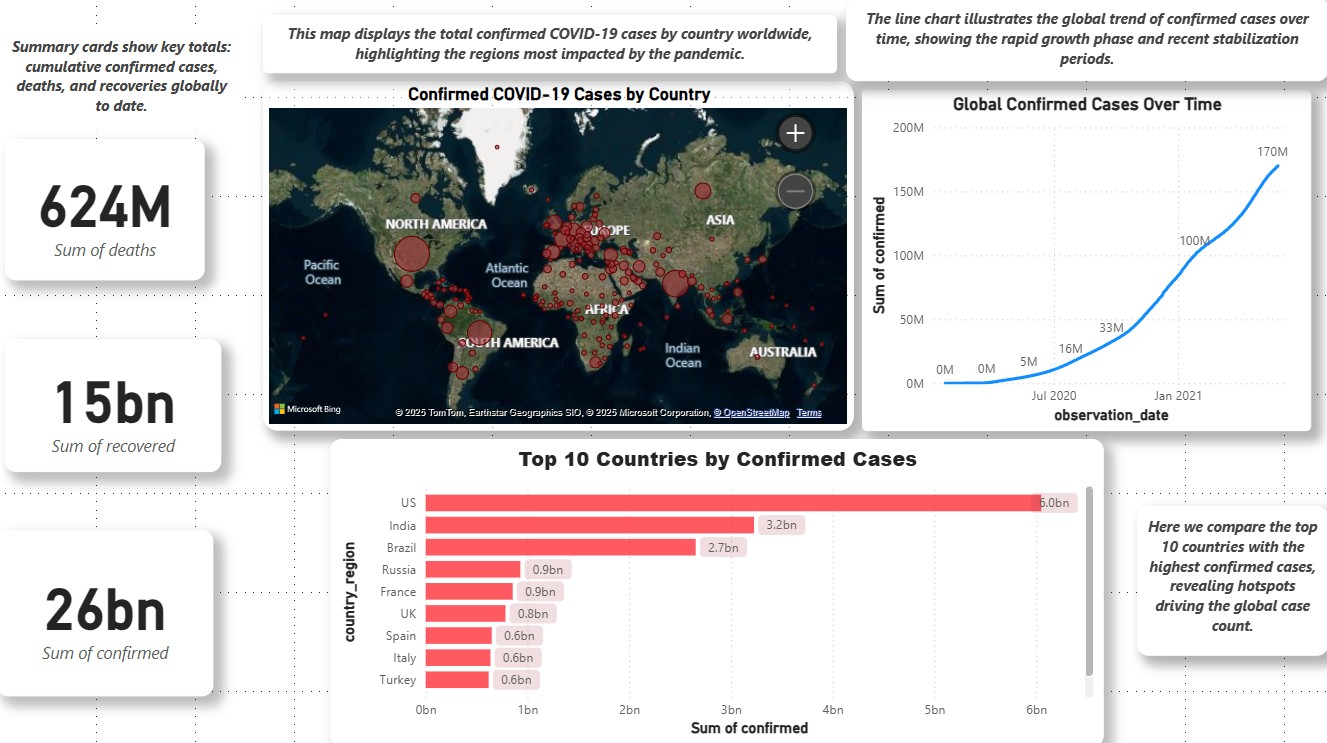 Summary cards show key totals:
cumulative confirmed cases,
deaths, and recoveries globally
to date.
624M
Sum of deaths
15bn
Sum of recovered
26bn
Sum of confirmed
This map displays the total confirmed COVID-19 cases by country worldwide,
highlighting the regions most impacted by the pandemic.
Confirmed COVID-19 Cases by Country
NORTH AMERICA
EUROPE
ASIA
Pacific
Ocean
Atlantic
Ocean
AFRICA
SOUTH AMERICA
Indian
Ocean
AUSTRALIA
Microsoft Bing
© 2025 TomTom, Earthstar Geographics SIO, © 2025 Microsoft Corporation, © OpenStreetMap Terms
The line chart illustrates the global trend of confirmed cases over
time, showing the rapid growth phase and recent stabilization
periods.
Global Confirmed Cases Over Time
Sum of confirmed
200M
150M
100M
50M
0M
0M
0M
5M
16M
33M
100M
170M
Jul 2020
Jan 2021
observation_date
Top 10 Countries by Confirmed Cases
country_region
US 6.0bn
India 3.2bn
Brazil 2.7bn
Russia 0.9bn
France 0.9bn
UK 0.8bn
Spain 0.6bn
Italy 0.6bn
Turkey 0.6bn
0bn 1bn 2bn 3bn 4bn 5bn 6bn
Sum of confirmed
Here we compare the top
10 countries with the
highest confirmed cases,
revealing hotspots
driving the global case
count.